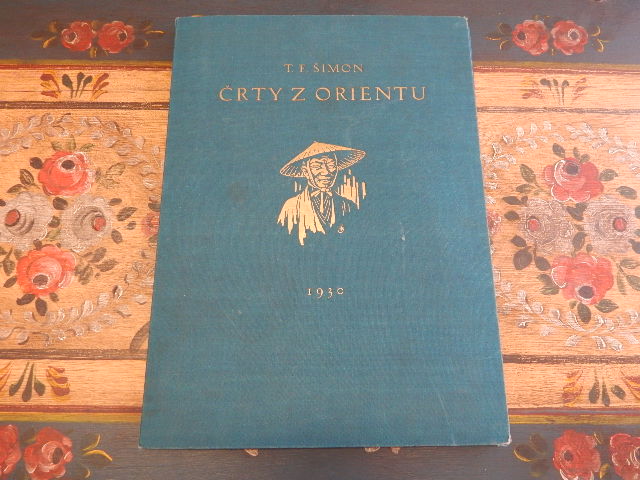 T. F. ŠIMON
ČRTY Z ORIENTU
1930